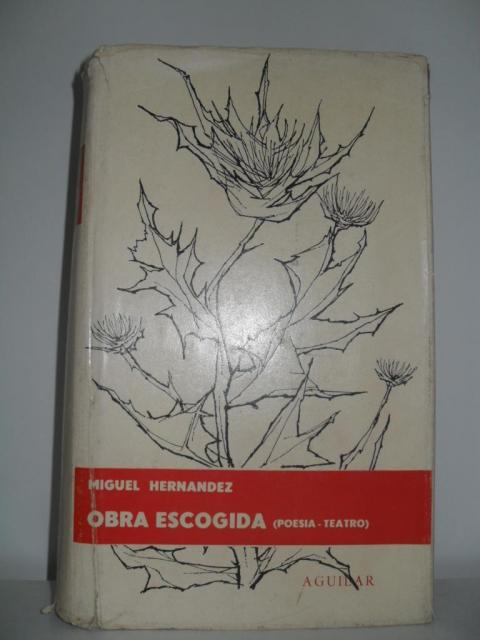 MIGUEL HERNANDEZ
OBRA ESCOGIDA (POESIA - TEATRO)
AGUILAR